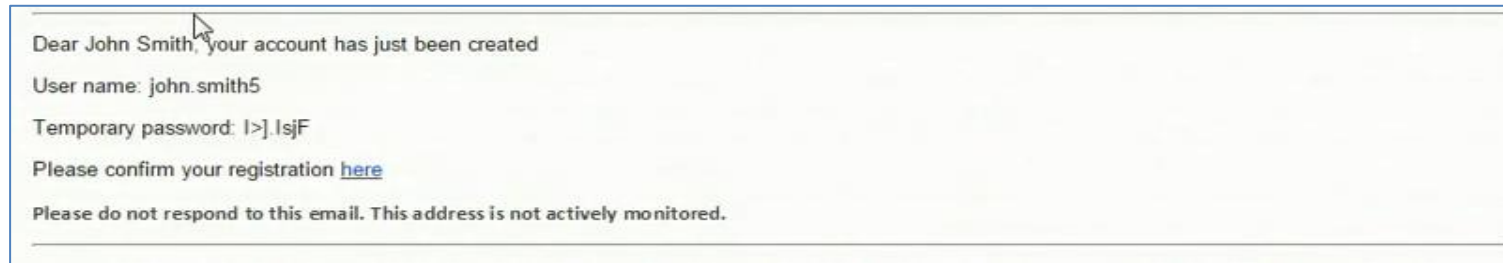 Dear John Smith, your account has just been created
User name: john.smith5
Temporary password: I>].IsjF
Please confirm your registration here
Please do not respond to this email. This address is not actively monitored.